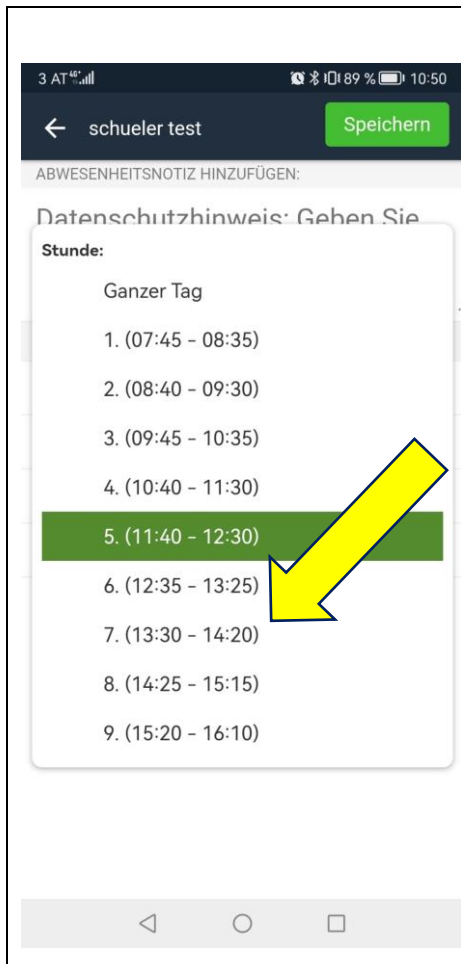 3 AT 46 89 % 10:50
schueler test Speichern
ABWESENHEITSNOTIZ HINZUFÜGEN:
Datenschutzhinweis: Geben Sie
Stunde:
Ganzer Tag
1. (07:45 - 08:35)
2. (08:40 - 09:30)
3. (09:45 - 10:35)
4. (10:40 - 11:30)
5. (11:40 - 12:30)
6. (12:35 - 13:25)
7. (13:30 - 14:20)
8. (14:25 - 15:15)
9. (15:20 - 16:10)